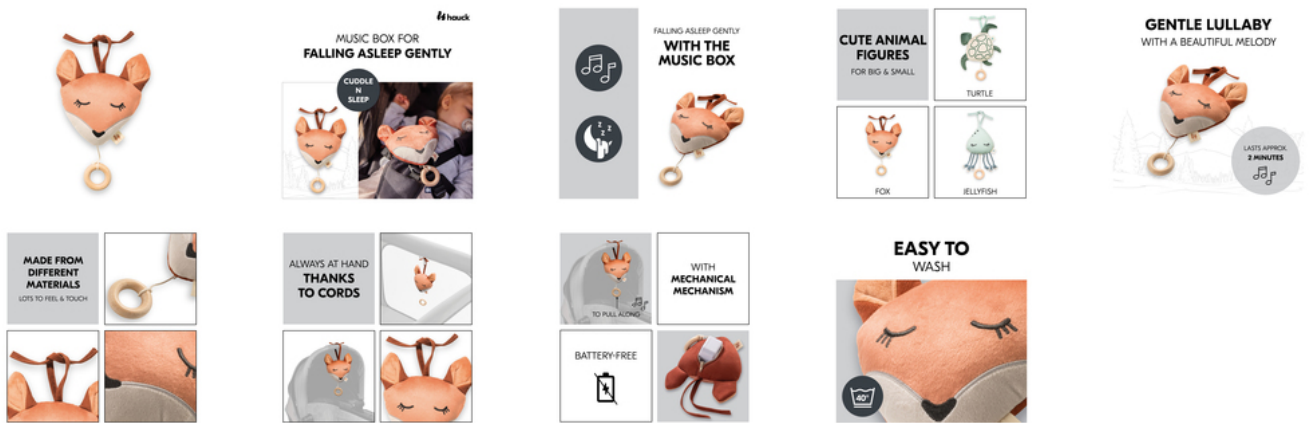 hauck
MUSIC BOX FOR
FALLING ASLEEP GENTLY
CUDDLE
N
SLEEP
FALLING ASLEEP GENTLY
WITH THE
MUSIC BOX
Z Z Z
CUTE ANIMAL
FIGURES
FOR BIG & SMALL
TURTLE
FOX
JELLYFISH
GENTLE LULLABY
WITH A BEAUTIFUL MELODY
LASTS APPROX.
2 MINUTES
MADE FROM
DIFFERENT
MATERIALS
LOTS TO FEEL & TOUCH
ALWAYS AT HAND
THANKS
TO CORDS
TO PULL ALONG
WITH
MECHANICAL
MECHANISM
BATTERY-FREE
EASY TO
WASH
40°